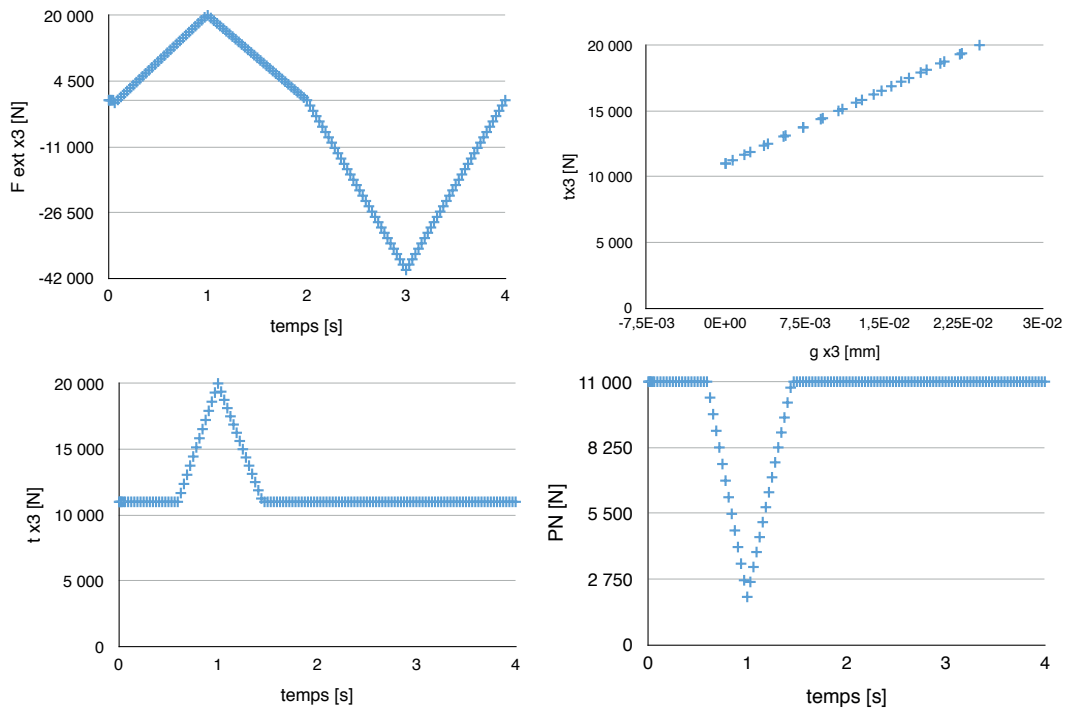 F ext x3 [N]
20 000
4 500
-11 000
-26 500
-42 000
0 1 2 3 4
temps [s]
tx3 [N]
20 000
15 000
10 000
5 000
0
-7,5E-03 0E+00 7,5E-03 1,5E-02 2,25E-02 3E-02
g x3 [mm]
t x3 [N]
20 000
15 000
10 000
5 000
0
0 1 2 3 4
temps [s]
PN [N]
11 000
8 250
5 500
2 750
0
0 1 2 3 4
temps [s]